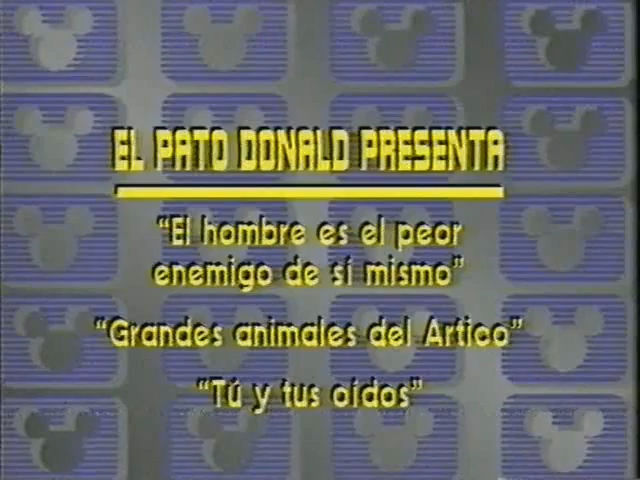 EL PATO DONALD PRESENTA
"El hombre es el peor
enemigo de sí mismo"
"Grandes animales del Artico"
"Tú y tus oídos"